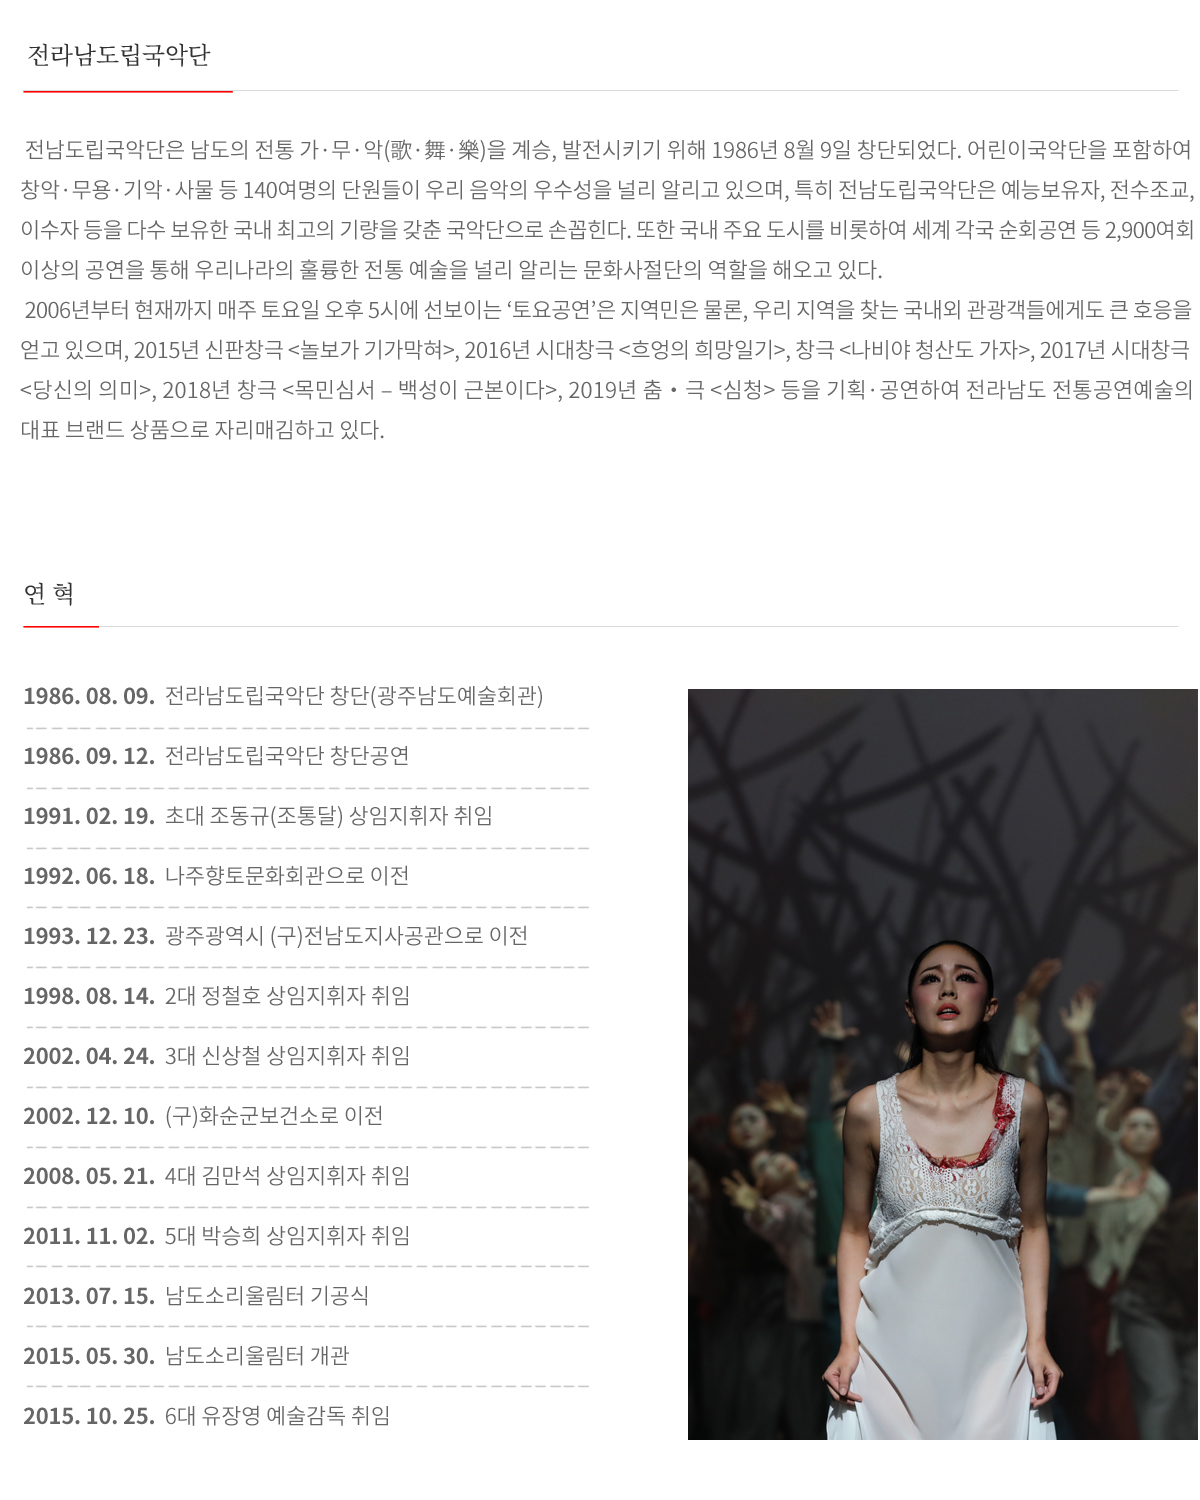 전라남도립국악단
전남도립국악단은 남도의 전통 가·무·악(歌·舞·樂)을 계승, 발전시키기 위해 1986년 8월 9일 창단되었다. 어린이국악단을 포함하여
창악·무용·기악·사물 등 140여명의 단원들이 우리 음악의 우수성을 널리 알리고 있으며, 특히 전남도립국악단은 예능보유자, 전수조교,
이수자 등을 다수 보유한 국내 최고의 기량을 갖춘 국악단으로 손꼽힌다. 또한 국내 주요 도시를 비롯하여 세계 각국 순회공연 등 2,900여회
이상의 공연을 통해 우리나라의 훌륭한 전통 예술을 널리 알리는 문화사절단의 역할을 해오고 있다.
2006년부터 현재까지 매주 토요일 오후 5시에 선보이는 ‘토요공연’은 지역민은 물론, 우리 지역을 찾는 국내외 관광객들에게도 큰 호응을
얻고 있으며, 2015년 신판창극 <놀보가 기가막혀>, 2016년 시대창극 <흐엉의 희망일기>, 창극 <나비야 청산도 가자>, 2017년 시대창극
<당신의 의미>, 2018년 창극 <목민심서 – 백성이 근본이다>, 2019년 춤・극 <심청> 등을 기획·공연하여 전라남도 전통공연예술의
대표 브랜드 상품으로 자리매김하고 있다.
연 혁
1986. 08. 09. 전라남도립국악단 창단(광주남도예술회관)
1986. 09. 12. 전라남도립국악단 창단공연
1991. 02. 19. 초대 조동규(조통달) 상임지휘자 취임
1992. 06. 18. 나주향토문화회관으로 이전
1993. 12. 23. 광주광역시 (구)전남도지사공관으로 이전
1998. 08. 14. 2대 정철호 상임지휘자 취임
2002. 04. 24. 3대 신상철 상임지휘자 취임
2002. 12. 10. (구)화순군보건소로 이전
2008. 05. 21. 4대 김만석 상임지휘자 취임
2011. 11. 02. 5대 박승희 상임지휘자 취임
2013. 07. 15. 남도소리울림터 기공식
2015. 05. 30. 남도소리울림터 개관
2015. 10. 25. 6대 유장영 예술감독 취임